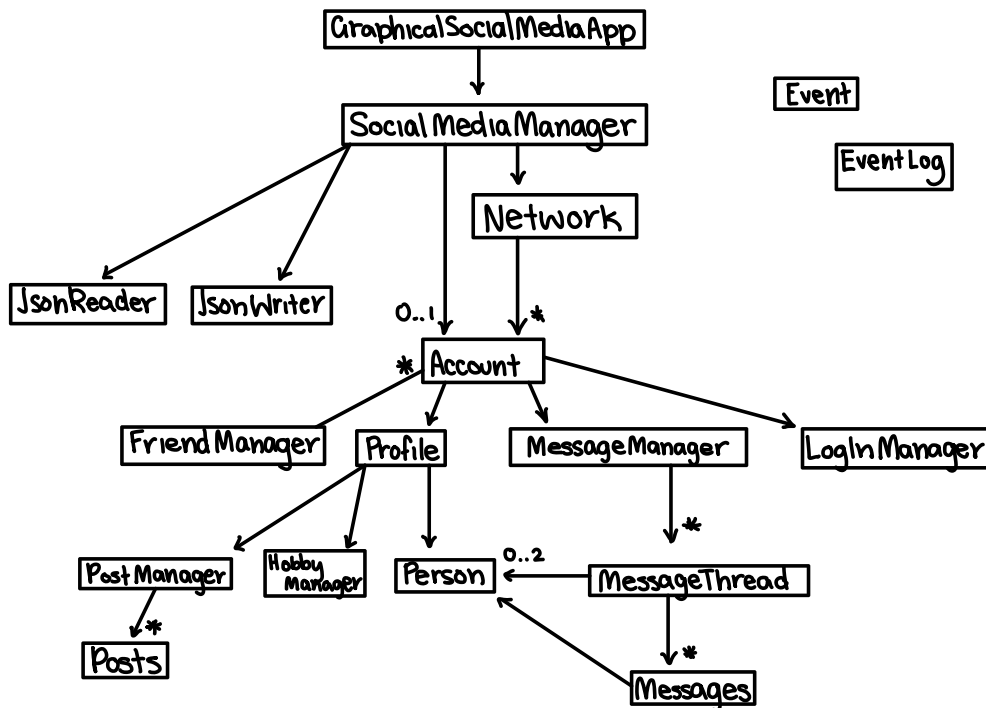 GraphicalSocialMediaApp
Event
SocialMediaManager
EventLog
Network
JsonReader
JsonWriter
0..1
*
*
Account
FriendManager
Profile
MessageManager
LogInManager
*
PostManager
Hobby
Manager
Person
0..2
MessageThread
*
Posts
*
Messages